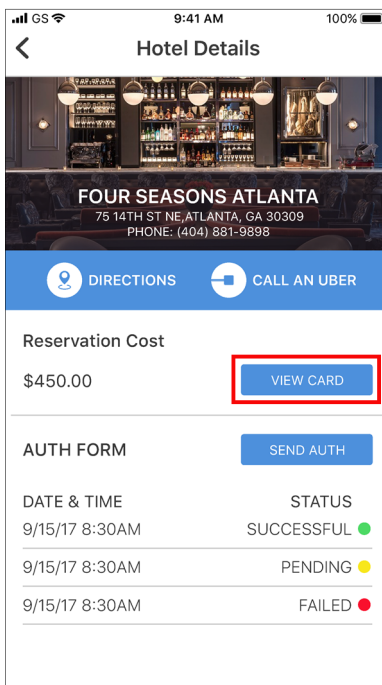 GS 9:41 AM 100%
Hotel Details
FOUR SEASONS ATLANTA
75 14TH ST NE,ATLANTA, GA 30309
PHONE: (404) 881-9898
DIRECTIONS CALL AN UBER
Reservation Cost
$450.00 VIEW CARD
AUTH FORM SEND AUTH
DATE & TIME STATUS
9/15/17 8:30AM SUCCESSFUL
9/15/17 8:30AM PENDING
9/15/17 8:30AM FAILED